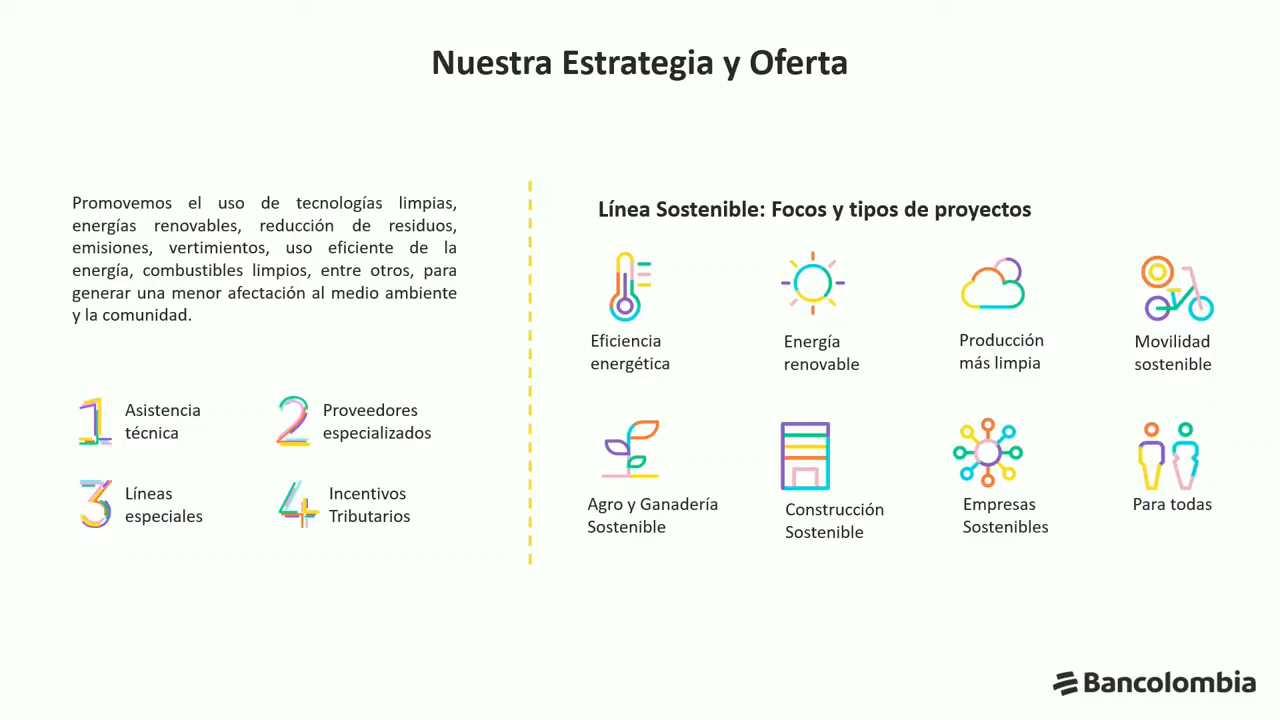 Nuestra Estrategia y Oferta
Promovemos el uso de tecnologías limpias,
energías renovables, reducción de residuos,
emisiones, vertimientos, uso eficiente de la
energía, combustibles limpios, entre otros, para
generar una menor afectación al medio ambiente
y la comunidad.
1 Asistencia
técnica
2 Proveedores
especializados
3 Líneas
especiales
4 Incentivos
Tributarios
Línea Sostenible: Focos y tipos de proyectos
Eficiencia
energética
Energía
renovable
Producción
más limpia
Movilidad
sostenible
Agro y Ganadería
Sostenible
Construcción
Sostenible
Empresas
Sostenibles
Para todas
Bancolombia